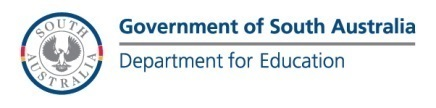 SOUTH
AUSTRALIA
Government of South Australia
Department for Education